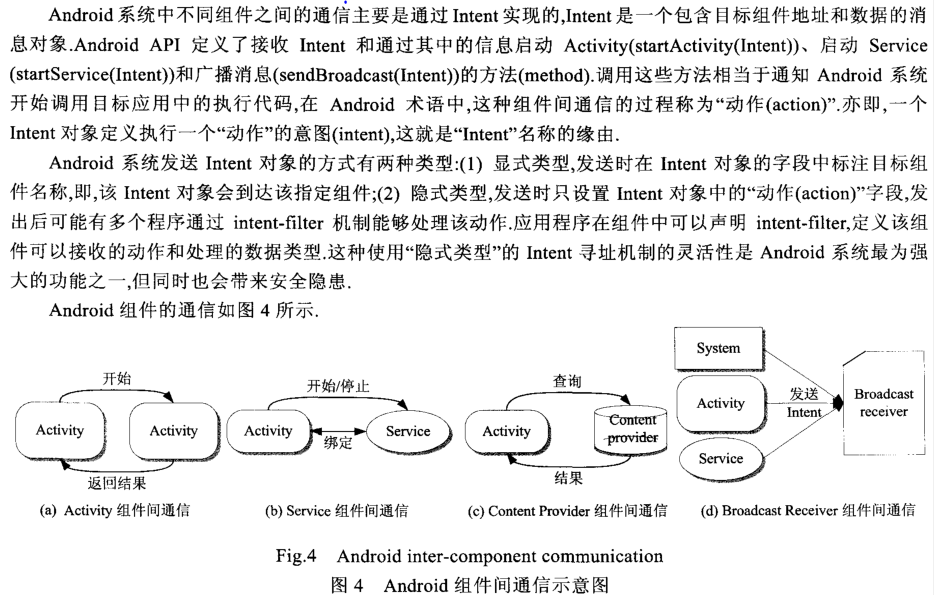 Android 系统中不同组件之间的通信主要是通过 Intent 实现的,Intent 是一个包含目标组件地址和数据的消
息对象.Android API 定义了接收 Intent 和通过其中的信息启动 Activity(startActivity(Intent))、启动 Service
(startService(Intent))和广播消息(sendBroadcast(Intent))的方法(method).调用这些方法相当于通知 Android 系统
开始调用目标应用中的执行代码,在 Android 术语中,这种组件间通信的过程称为“动作(action)”.亦即,一个
Intent 对象定义执行一个“动作”的意图(intent),这就是“Intent”名称的缘由.
Android 系统发送 Intent 对象的方式有两种类型:(1) 显式类型,发送时在 Intent 对象的字段中标注目标组
件名称,即,该 Intent 对象会到达该指定组件;(2) 隐式类型,发送时只设置 Intent 对象中的“动作(action)”字段,发
出后可能有多个程序通过 intent-filter 机制能够处理该动作.应用程序在组件中可以声明 intent-filter,定义该组
件可以接收的动作和处理的数据类型.这种使用“隐式类型”的 Intent 寻址机制的灵活性是 Android 系统最为强
大的功能之一,但同时也会带来安全隐患.
Android 组件的通信如图 4 所示.
开始
Activity
Activity
返回结果
(a) Activity 组件间通信
开始/停止
Activity
Service
绑定
(b) Service 组件间通信
查询
Activity
Content
provider
结果
(c) Content Provider 组件间通信
System
Activity
Service
发送
Intent
Broadcast
receiver
(d) Broadcast Receiver 组件间通信
Fig.4 Android inter-component communication
图 4 Android 组件间通信示意图